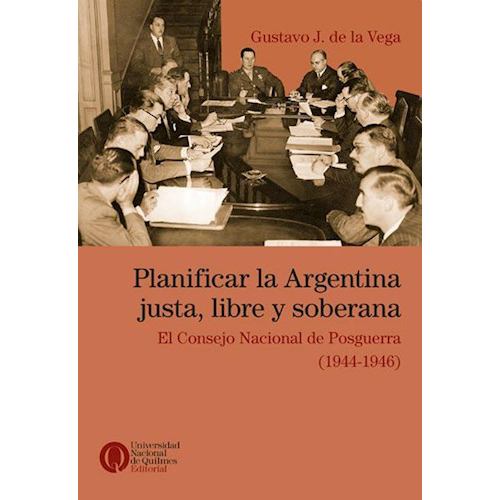 Gustavo J. de la Vega
Planificar la Argentina
justa, libre y soberana
El Consejo Nacional de Posguerra
(1944-1946)
Universidad
Nacional
de Quilmes
Editorial